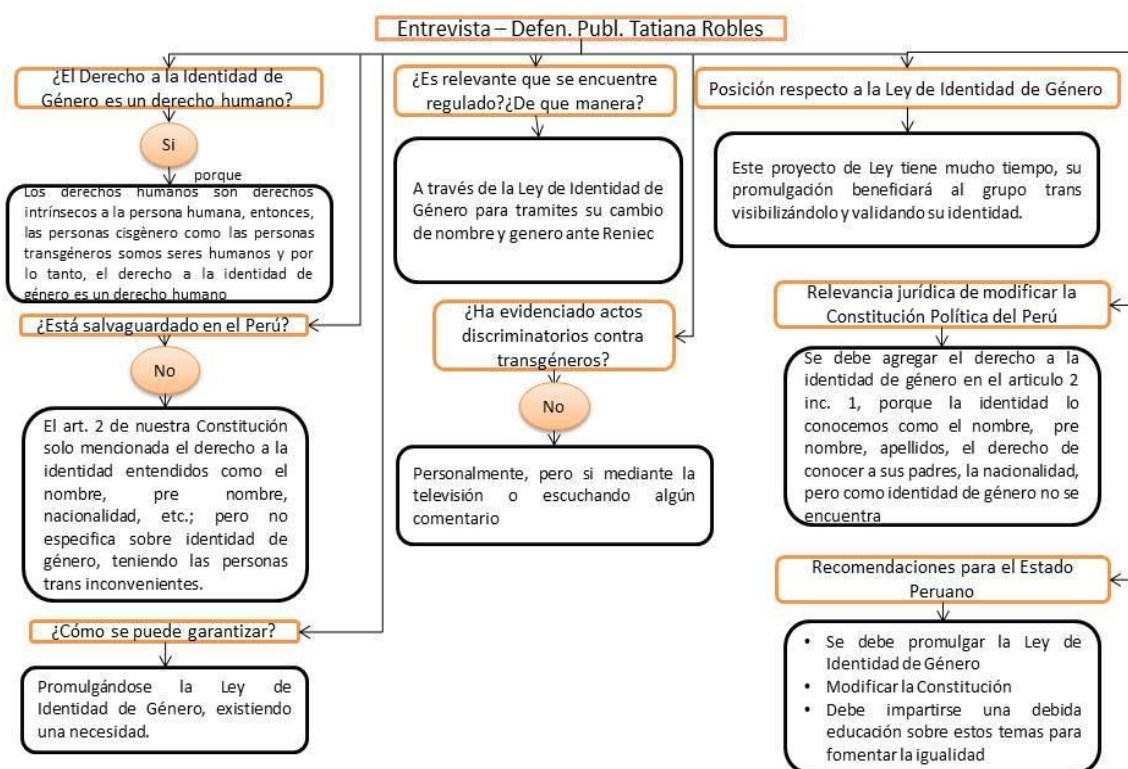 Entrevista – Defen. Publ. Tatiana Robles
¿El Derecho a la Identidad de
Género es un derecho humano?
Si
porque
Los derechos humanos son derechos
intrínsecos a la persona humana, entonces,
las personas cisgènero como las personas
transgéneros somos seres humanos y por
lo tanto, el derecho a la identidad de
género es un derecho humano
¿Está salvaguardado en el Perú?
No
El art. 2 de nuestra Constitución
solo mencionada el derecho a la
identidad entendidos como el
nombre, pre nombre,
nacionalidad, etc.; pero no
especifica sobre identidad de
género, teniendo las personas
trans inconvenientes.
¿Cómo se puede garantizar?
Promulgándose la Ley de
Identidad de Género, existiendo
una necesidad.
¿Es relevante que se encuentre
regulado?¿De que manera?
A través de la Ley de Identidad de
Género para tramites su cambio
de nombre y genero ante Reniec
¿Ha evidenciado actos
discriminatorios contra
transgéneros?
No
Personalmente, pero si mediante la
televisión o escuchando algún
comentario
Posición respecto a la Ley de Identidad de Género
Este proyecto de Ley tiene mucho tiempo, su
promulgación beneficiará al grupo trans
visibilizándolo y validando su identidad.
Relevancia jurídica de modificar la
Constitución Política del Perú
Se debe agregar el derecho a la
identidad de género en el articulo 2
inc. 1, porque la identidad lo
conocemos como el nombre, pre
nombre, apellidos, el derecho de
conocer a sus padres, la nacionalidad,
pero como identidad de género no se
encuentra
Recomendaciones para el Estado
Peruano
• Se debe promulgar la Ley de
Identidad de Género
• Modificar la Constitución
• Debe impartirse una debida
educación sobre estos temas para
fomentar la igualdad